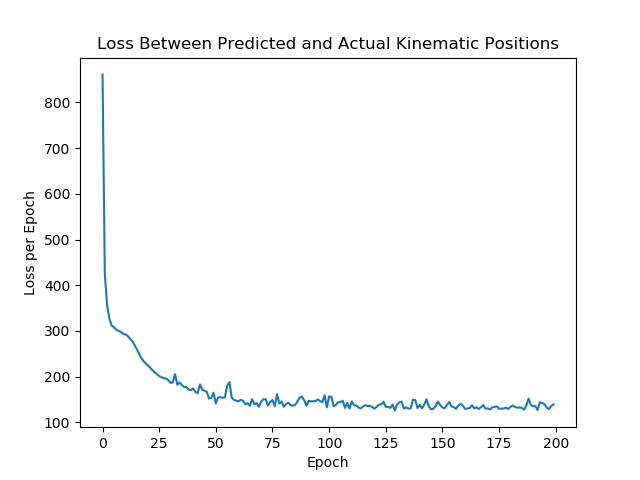 Loss Between Predicted and Actual Kinematic Positions
800
700
600
500
400
300
200
100
Loss per Epoch
0 25 50 75 100 125 150 175 200
Epoch